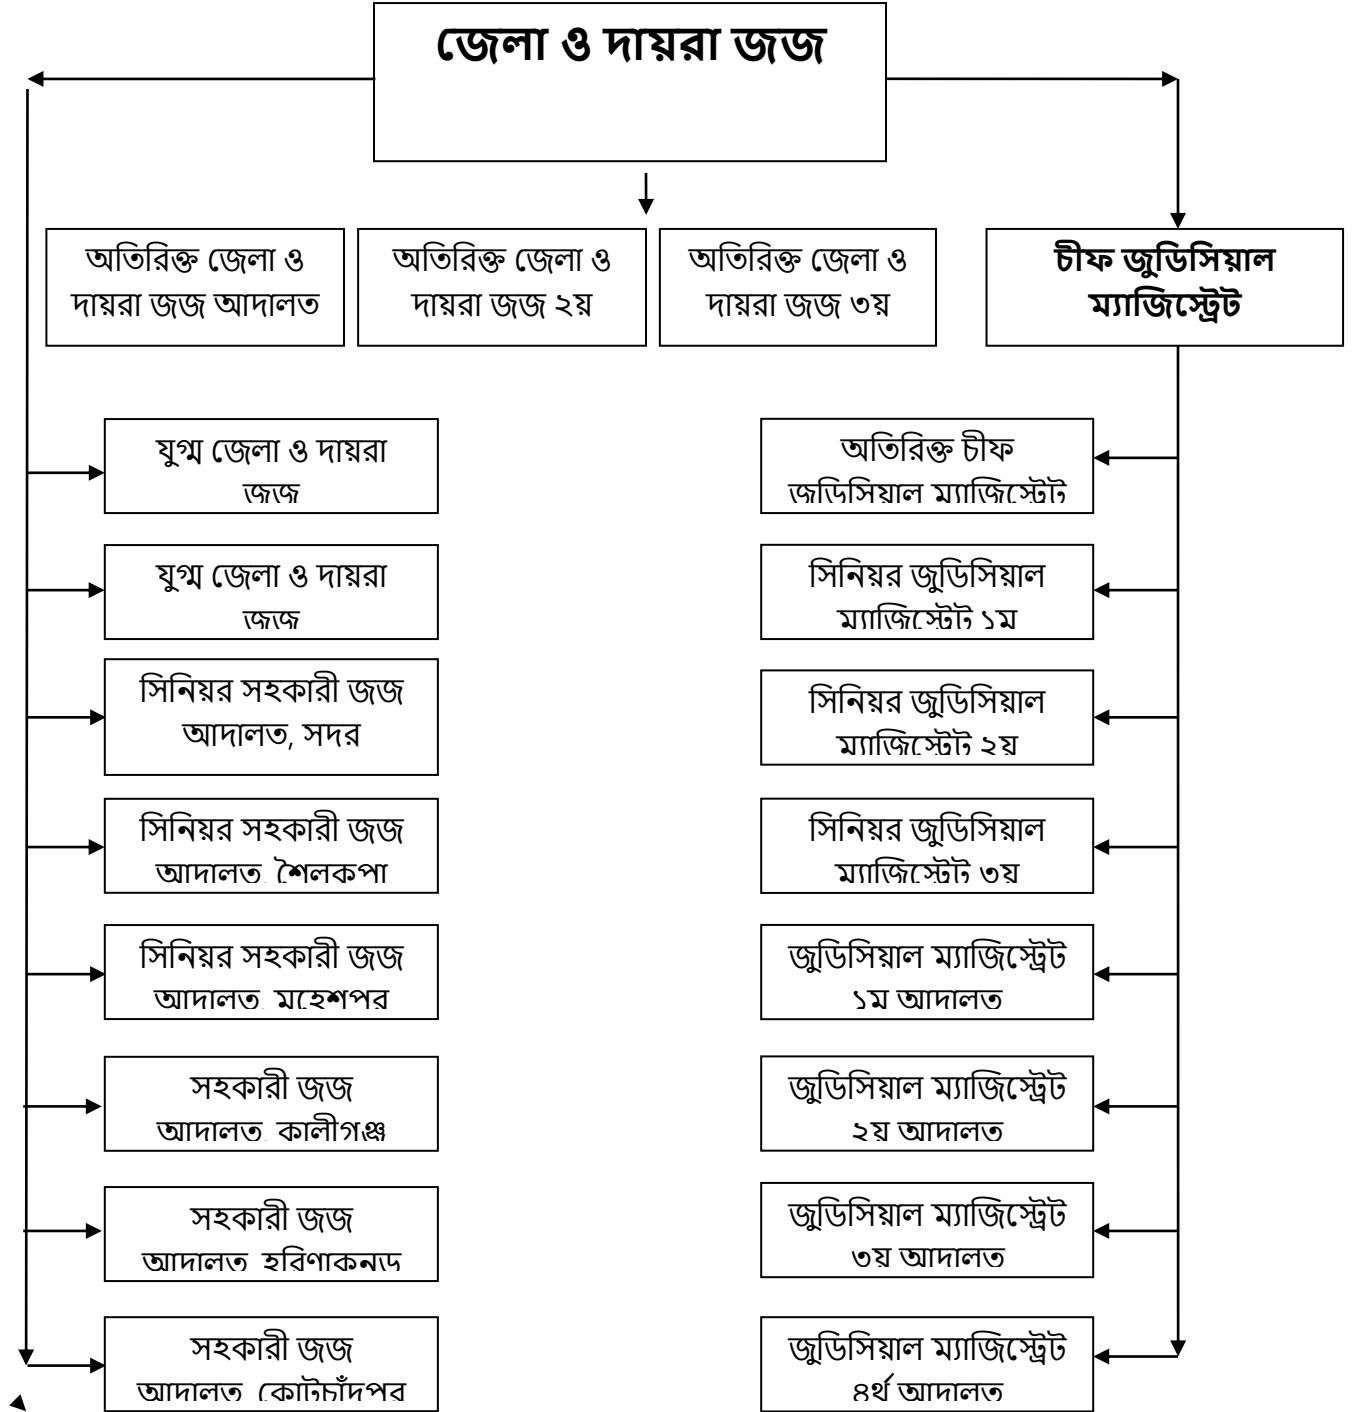 জেলা ও দায়রা জজ
অতিরিক্ত জেলা ও
দায়রা জজ আদালত
অতিরিক্ত জেলা ও
দায়রা জজ ২য়
অতিরিক্ত জেলা ও
দায়রা জজ ৩য়
চীফ জুডিসিয়াল
ম্যাজিস্ট্রেট
যুগ্ম জেলা ও দায়রা
জজ
যুগ্ম জেলা ও দায়রা
জজ
সিনিয়র সহকারী জজ
আদালত, সদর
সিনিয়র সহকারী জজ
আদালত, শৈলকুপা
সিনিয়র সহকারী জজ
আদালত, মহেশপুর
সহকারী জজ
আদালত, কালীগঞ্জ
সহকারী জজ
আদালত, হরিণাকুনডু
সহকারী জজ
আদালত, কোটচাঁদপুর
অতিরিক্ত চীফ
জুডিসিয়াল ম্যাজিস্ট্রেট
সিনিয়র জুডিসিয়াল
ম্যাজিস্ট্রেট ১ম
সিনিয়র জুডিসিয়াল
ম্যাজিস্ট্রেট ২য়
সিনিয়র জুডিসিয়াল
ম্যাজিস্ট্রেট ৩য়
জুডিসিয়াল ম্যাজিস্ট্রেট
১ম আদালত
জুডিসিয়াল ম্যাজিস্ট্রেট
২য় আদালত
জুডিসিয়াল ম্যাজিস্ট্রেট
৩য় আদালত
জুডিসিয়াল ম্যাজিস্ট্রেট
৪র্থ আদালত